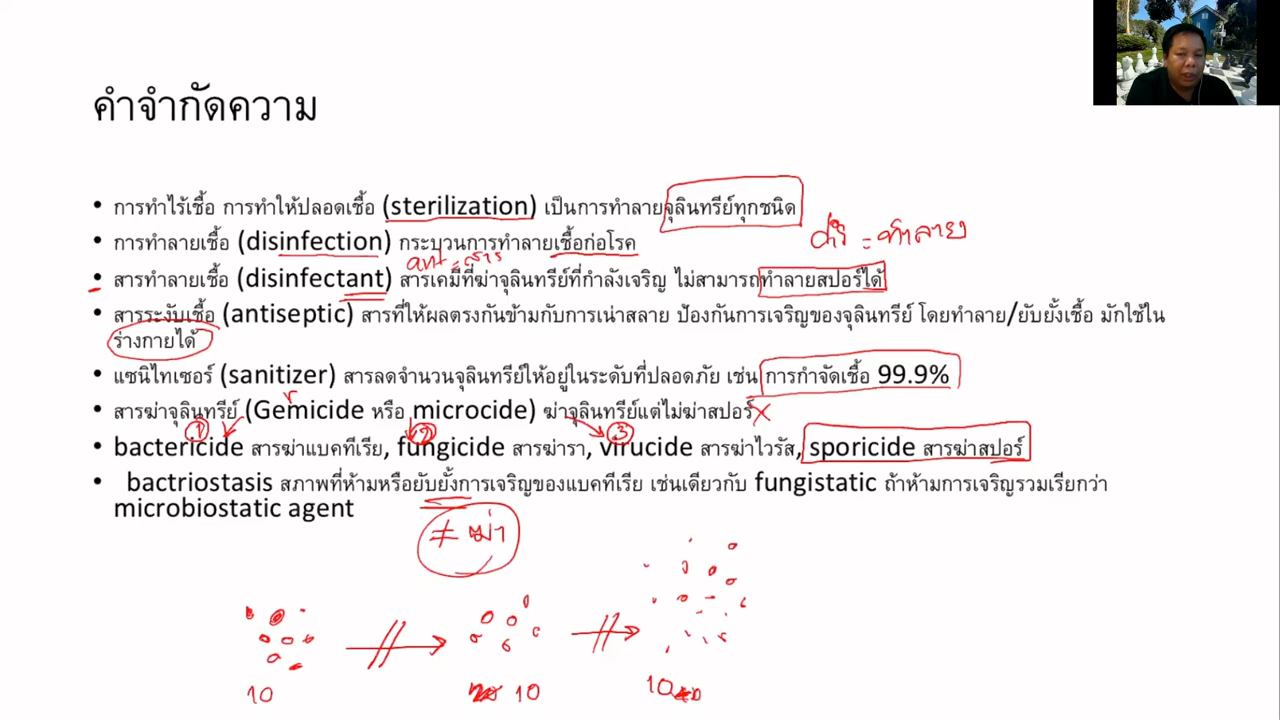 คำจำกัดความ
• การทำไร้เชื้อ การทำให้ปลอดเชื้อ (sterilization) เป็นการทำลายจุลินทรีย์ทุกชนิด
• การทำลายเชื้อ (disinfection) กระบวนการทำลายเชื้อก่อโรค
= ทำลาย
ant = สาร
• สารทำลายเชื้อ (disinfectant) สารเคมีที่ฆ่าจุลินทรีย์ที่กำลังเจริญ ไม่สามารถทำลายสปอร์ได้
• สารระงับเชื้อ (antiseptic) สารที่ให้ผลตรงกันข้ามกับการเน่าสลาย ป้องกันการเจริญของจุลินทรีย์ โดยทำลาย/ยับยั้งเชื้อ มักใช้ใน
ร่างกายได้
• แซนิไทเซอร์ (sanitizer) สารลดจำนวนจุลินทรีย์ให้อยู่ในระดับที่ปลอดภัย เช่น การกำจัดเชื้อ 99.9%
r
• สารฆ่าจุลินทรีย์ (Gemicide หรือ microcide) ฆ่าจุลินทรีย์แต่ไม่ฆ่าสปอร์ x
1 2 3
• bactericide สารฆ่าแบคทีเรีย, fungicide สารฆ่ารา, virucide สารฆ่าไวรัส, sporicide สารฆ่าสปอร์
• bactriostasis สภาพที่ห้ามหรือยับยั้งการเจริญของแบคทีเรีย เช่นเดียวกับ fungistatic ถ้าห้ามการเจริญรวมเรียกว่า
microbiostatic agent
≠ ฆ่า
10 10 10